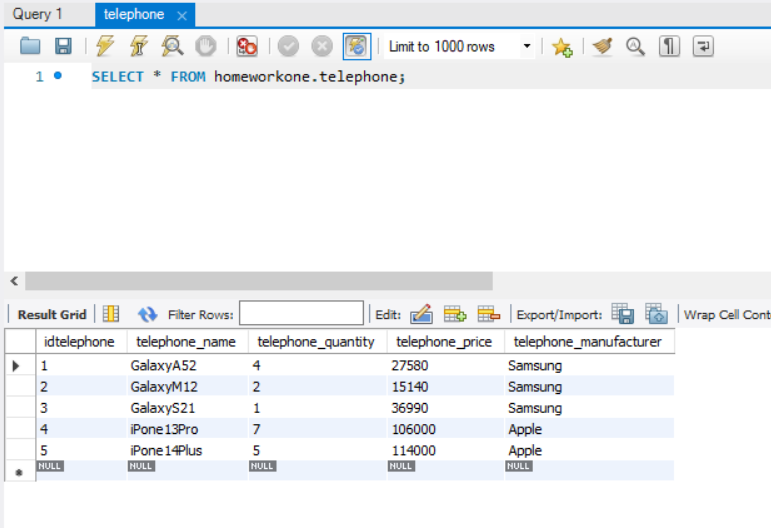 Query 1 telephone
Limit to 1000 rows
1 SELECT * FROM homeworkone.telephone;
Result Grid Filter Rows: Edit: Export/Import: Wrap Cell Cont
idtelephone telephone_name telephone_quantity telephone_price telephone_manufacturer
1 GalaxyA52 4 27580 Samsung
2 GalaxyM12 2 15140 Samsung
3 GalaxyS21 1 36990 Samsung
4 iPone13Pro 7 106000 Apple
5 iPone14Plus 5 114000 Apple
NULL NULL NULL NULL NULL